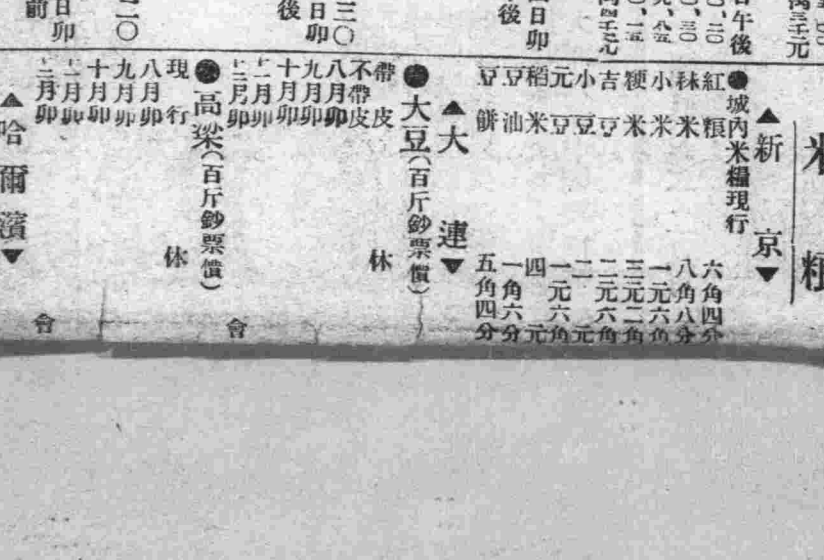 米糧
▲新京▼
●城內米糧現行
紅粮 六角四分
秣米 八角八分
小米 一元六角
粳米 三元二角
吉豆 二元六角
小豆 二元
元豆 一元六角
稻米 四元
豆油 一角六分
豆餅 五角四分
▲大連▼
●大豆(百斤鈔票價)
帶皮
不帶皮 休
八月卯
九月卯
十月卯
十一月卯
十二月卯 會
●高粱(百斤鈔票價)
現行 休
八月卯
九月卯
十月卯
十一月卯
十二月卯 會
▲哈爾濱▼